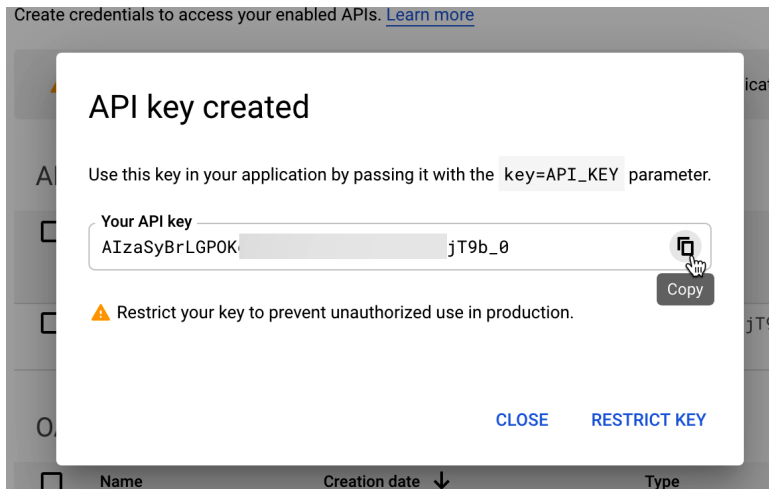 Create credentials to access your enabled APIs. Learn more
API key created
Use this key in your application by passing it with the key=API_KEY parameter.
Your API key
AIzaSyBrLGPOK jT9b_0
Copy
Restrict your key to prevent unauthorized use in production.
CLOSE RESTRICT KEY
Name Creation date Type